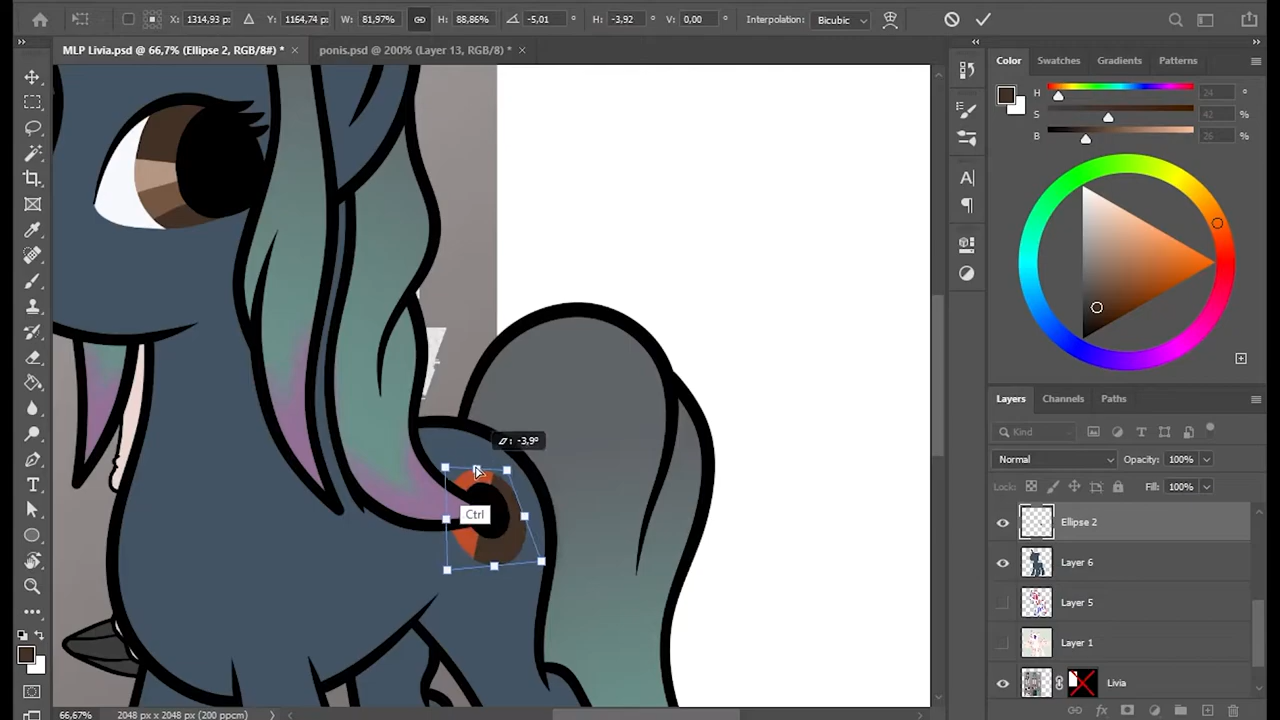 X: 1314,93 p: Y: 1164,74 p: W: 81,97% H: 88,86% -5,01 ° H: -3,92 ° V: 0,00 ° Interpolation: Bicubic
MLP Livia.psd @ 66,7% (Ellipse 2, RGB/8#) * × ponis.psd @ 200% (Layer 13, RGB/8) * ×
Color Swatches Gradients Patterns
H 24 °
S 42 %
B 26 %
-3,9°
Ctrl
Layers Channels Paths
Kind
Normal Opacity: 100%
Lock: Fill: 100%
Ellipse 2
Layer 6
Layer 5
Layer 1
Livia
66,67% 2048 px x 2048 px (200 ppcm)